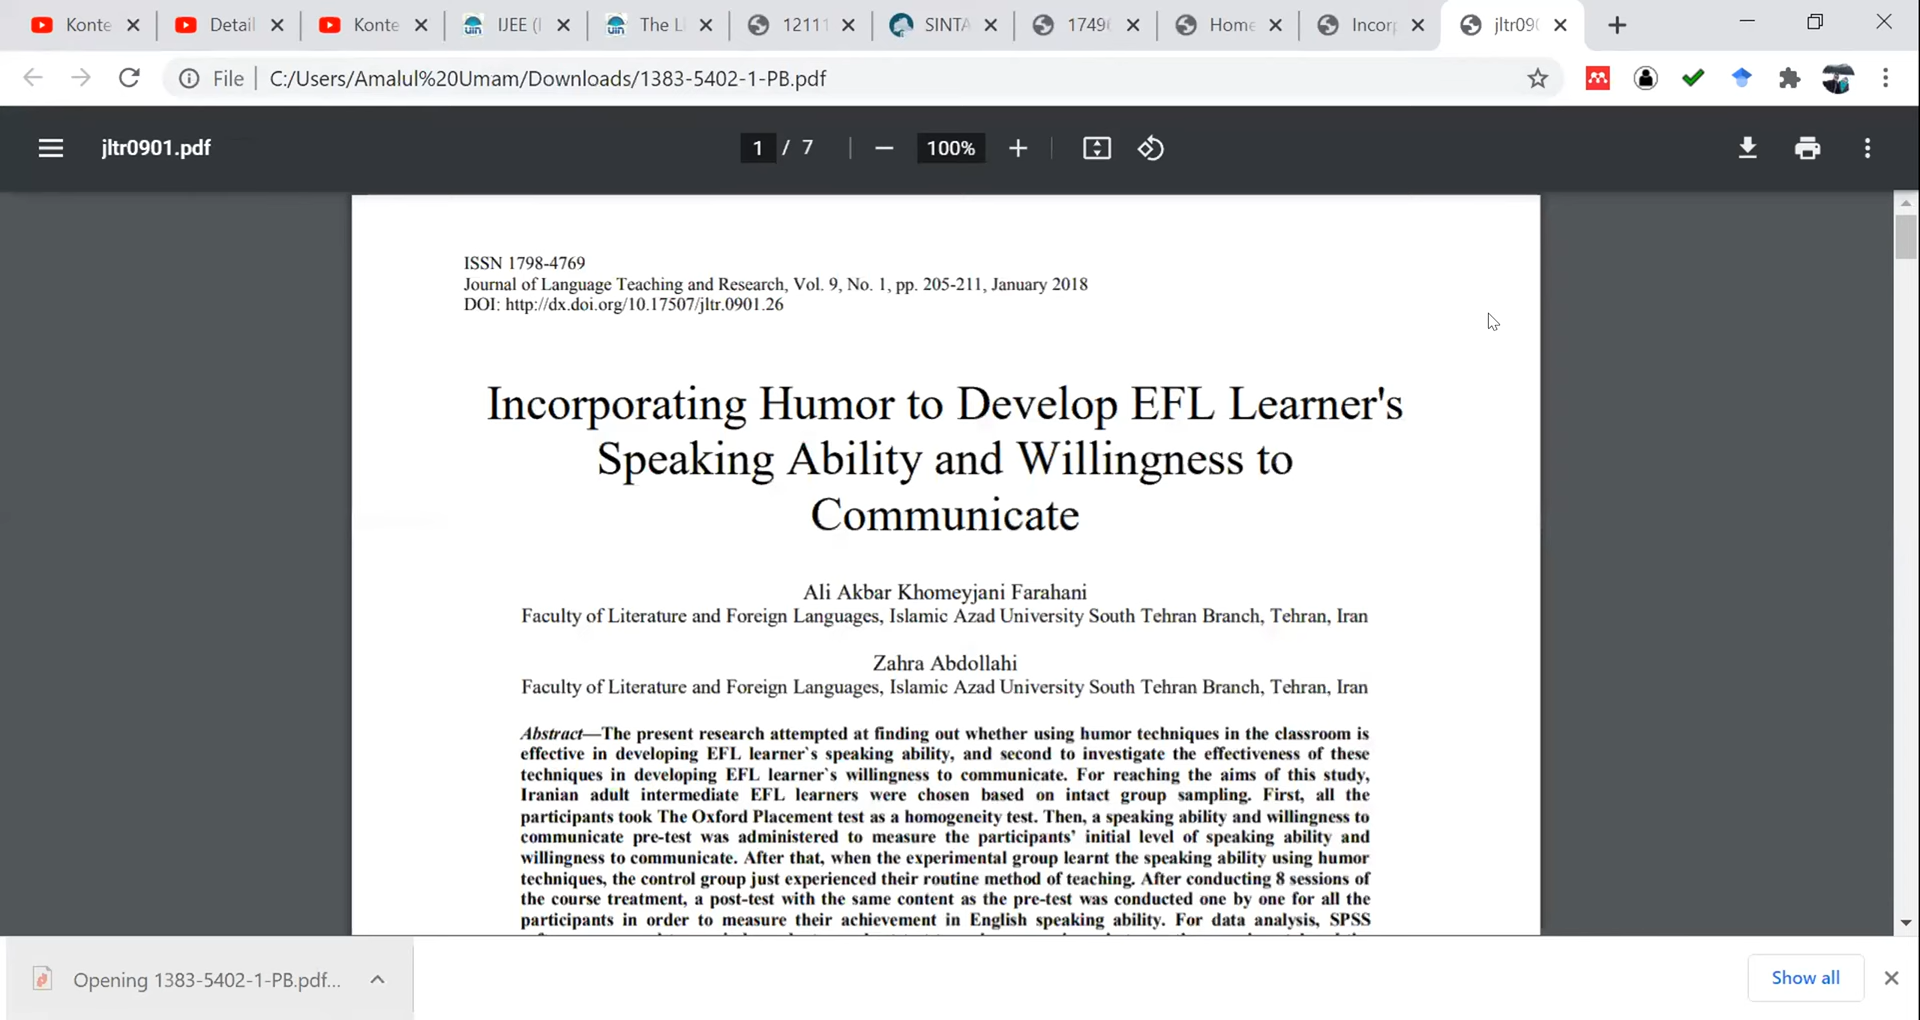 Konte
Detail
Konte
IJEE (
The L
12111
SINTA
1749
Home
Incorp
jltr09
File
C:/Users/Amalul%20Umam/Downloads/1383-5402-1-PB.pdf
jltr0901.pdf
1 / 7
100%
ISSN 1798-4769
Journal of Language Teaching and Research, Vol. 9, No. 1, pp. 205-211, January 2018
DOI: http://dx.doi.org/10.17507/jltr.0901.26
Incorporating Humor to Develop EFL Learner's
Speaking Ability and Willingness to
Communicate
Ali Akbar Khomeyjani Farahani
Faculty of Literature and Foreign Languages, Islamic Azad University South Tehran Branch, Tehran, Iran
Zahra Abdollahi
Faculty of Literature and Foreign Languages, Islamic Azad University South Tehran Branch, Tehran, Iran
Abstract—The present research attempted at finding out whether using humor techniques in the classroom is
effective in developing EFL learner`s speaking ability, and second to investigate the effectiveness of these
techniques in developing EFL learner`s willingness to communicate. For reaching the aims of this study,
Iranian adult intermediate EFL learners were chosen based on intact group sampling. First, all the
participants took The Oxford Placement test as a homogeneity test. Then, a speaking ability and willingness to
communicate pre-test was administered to measure the participants’ initial level of speaking ability and
willingness to communicate. After that, when the experimental group learnt the speaking ability using humor
techniques, the control group just experienced their routine method of teaching. After conducting 8 sessions of
the course treatment, a post-test with the same content as the pre-test was conducted one by one for all the
participants in order to measure their achievement in English speaking ability. For data analysis, SPSS
Opening 1383-5402-1-PB.pdf...
Show all